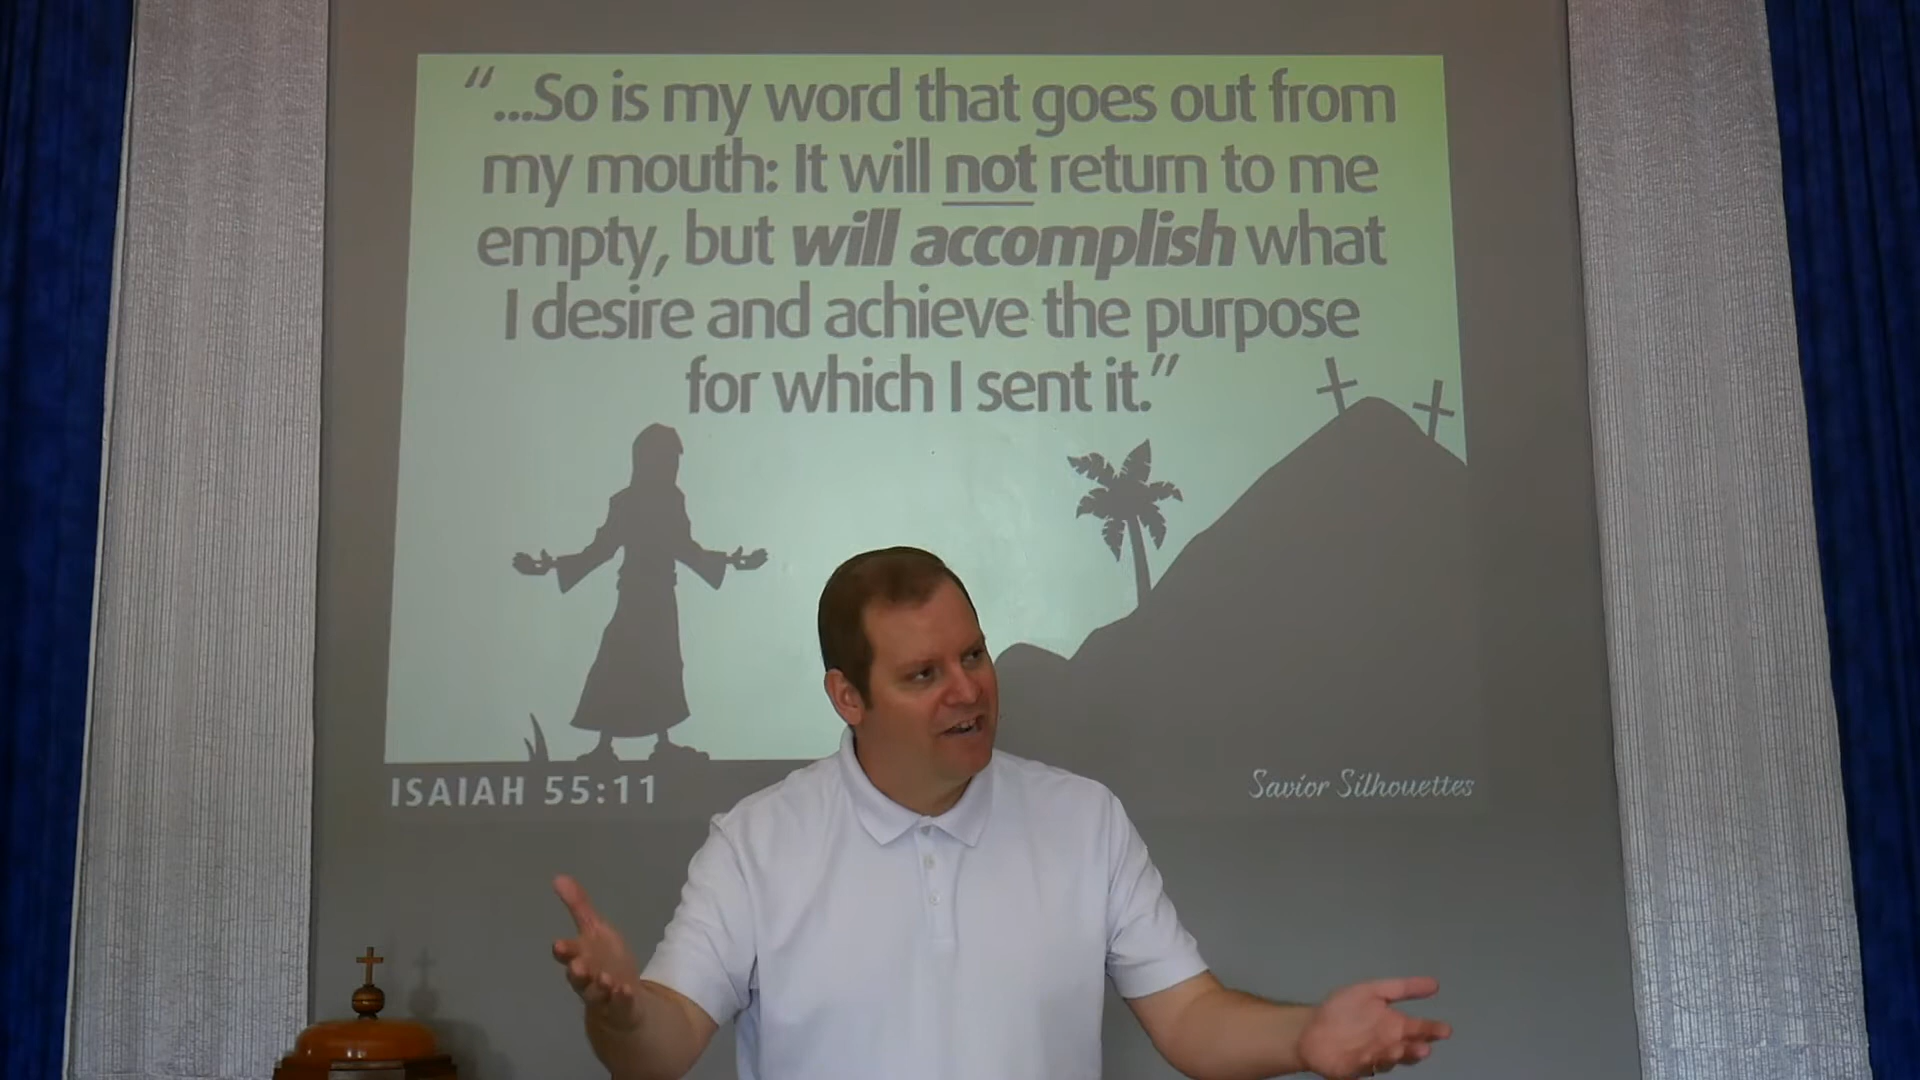 “...So is my word that goes out from
my mouth: It will not return to me
empty, but will accomplish what
I desire and achieve the purpose
for which I sent it.”
ISAIAH 55:11
Savior Silhouettes